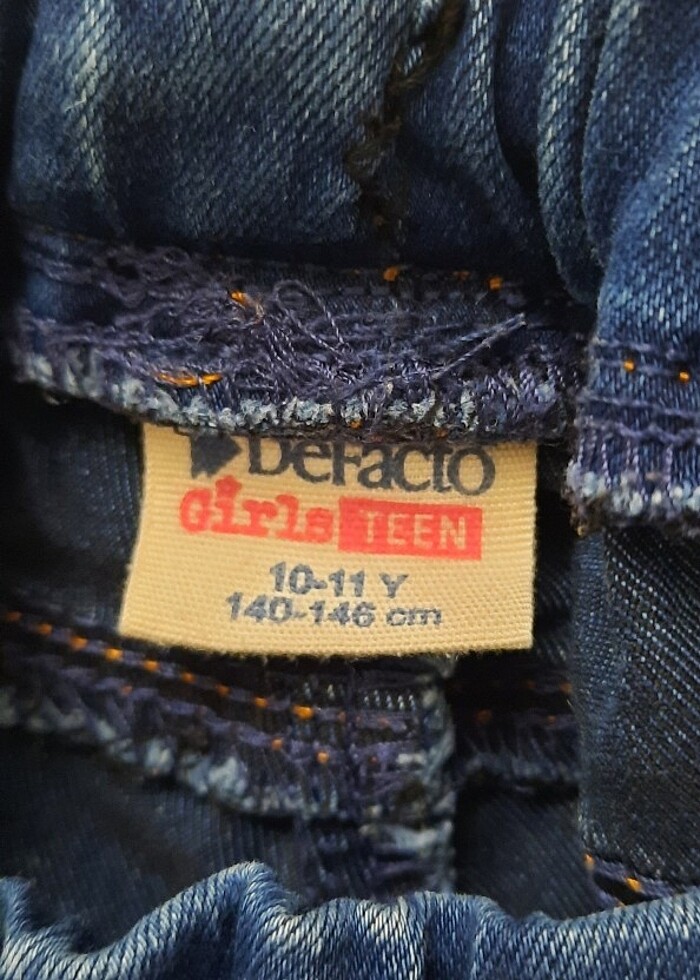 DeFacto
Girls TEEN
10-11 Y
140-146 cm